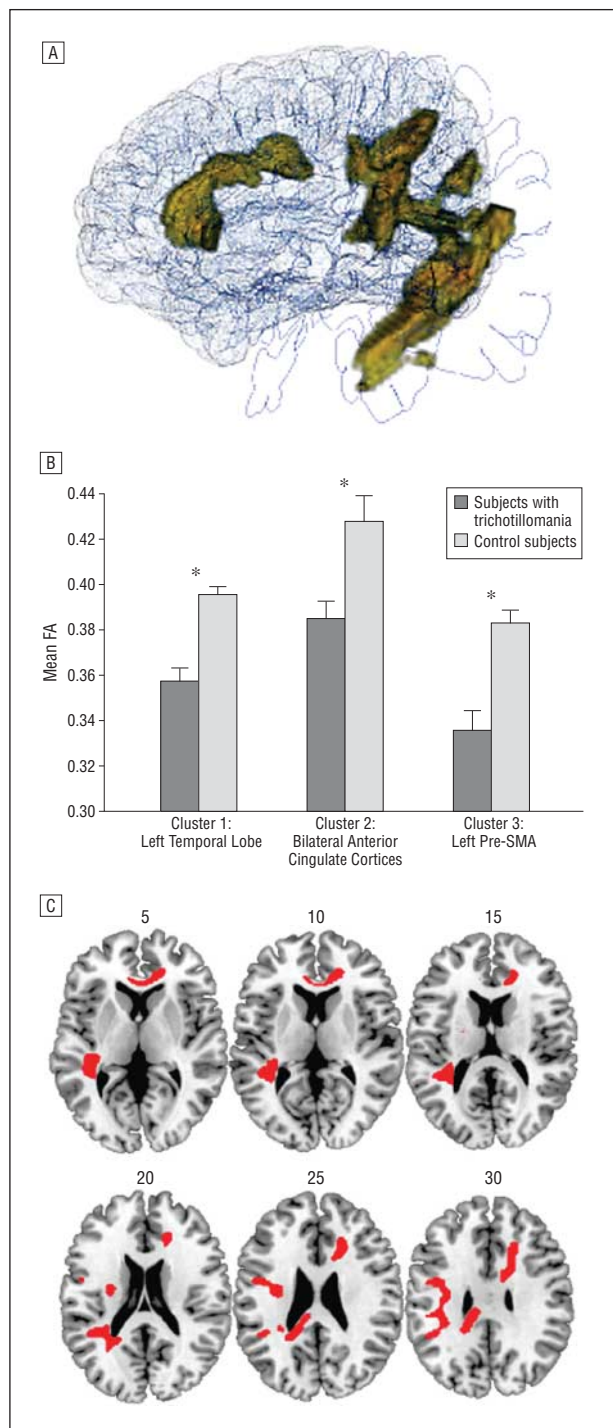 A
B
0.44
0.42
0.40
0.38
0.36
0.34
0.32
0.30
Mean FA
*
*
*
Subjects with
trichotillomania
Control subjects
Cluster 1:
Left Temporal Lobe
Cluster 2:
Bilateral Anterior
Cingulate Cortices
Cluster 3:
Left Pre-SMA
C
5
10
15
20
25
30